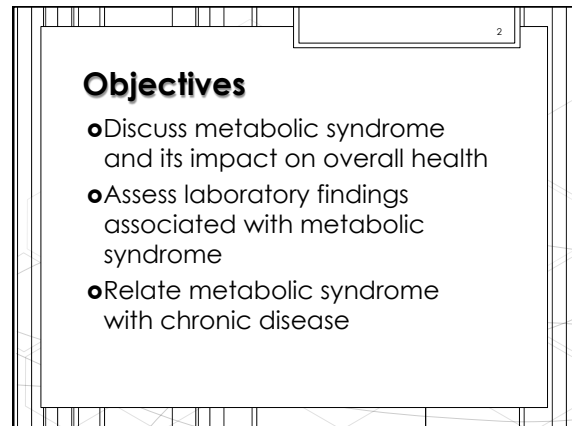 2
Objectives
Discuss metabolic syndrome
and its impact on overall health
Assess laboratory findings
associated with metabolic
syndrome
Relate metabolic syndrome
with chronic disease